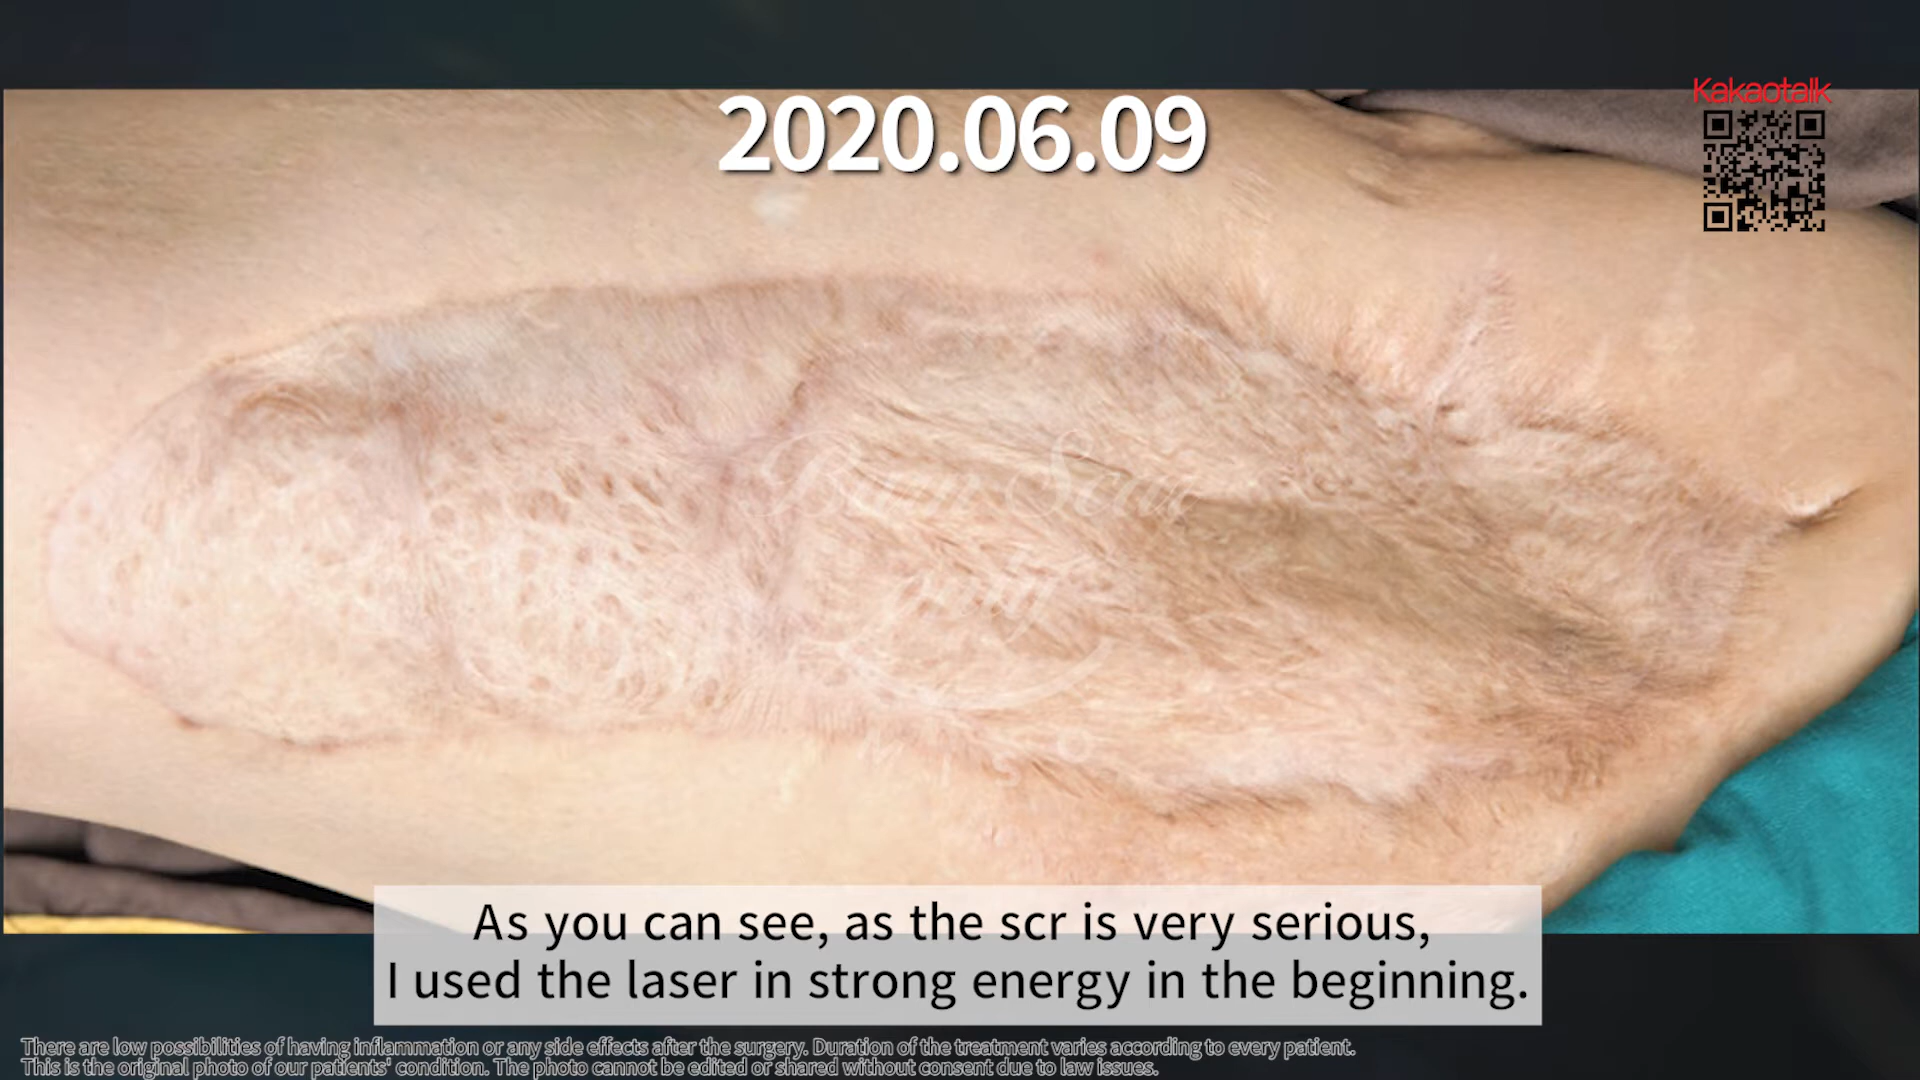 Kakaotalk
2020.06.09
Burn Scar
As you can see, as the scr is very serious,
I used the laser in strong energy in the beginning.
There are low possibilities of having inflammation or any side effects after the surgery. Duration of the treatment varies according to every patient.
This is the original photo of our patients' condition. The photo cannot be edited or shared without consent due to law issues.